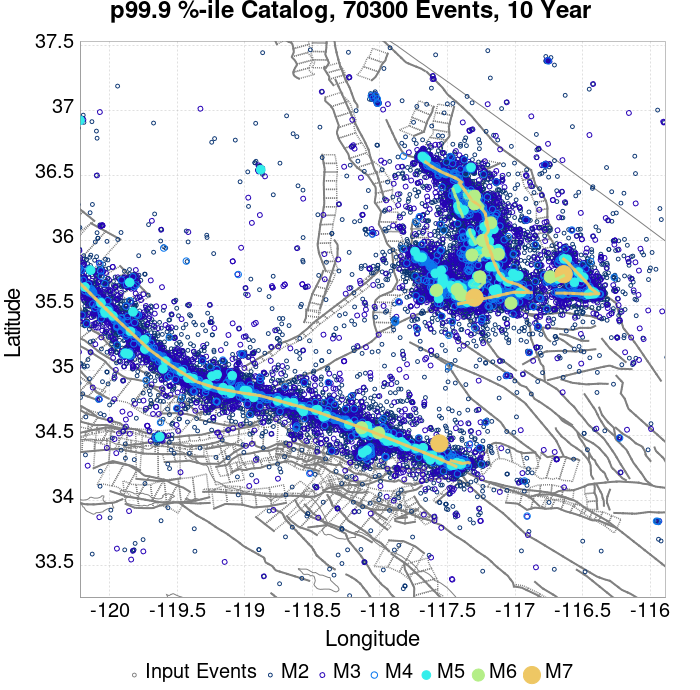 p99.9 %-ile Catalog, 70300 Events, 10 Year
37.5
37
36.5
36
35.5
35
34.5
34
33.5
Latitude
-120 -119.5 -119 -118.5 -118 -117.5 -117 -116.5 -116
Longitude
Input Events M2 M3 M4 M5 M6 M7